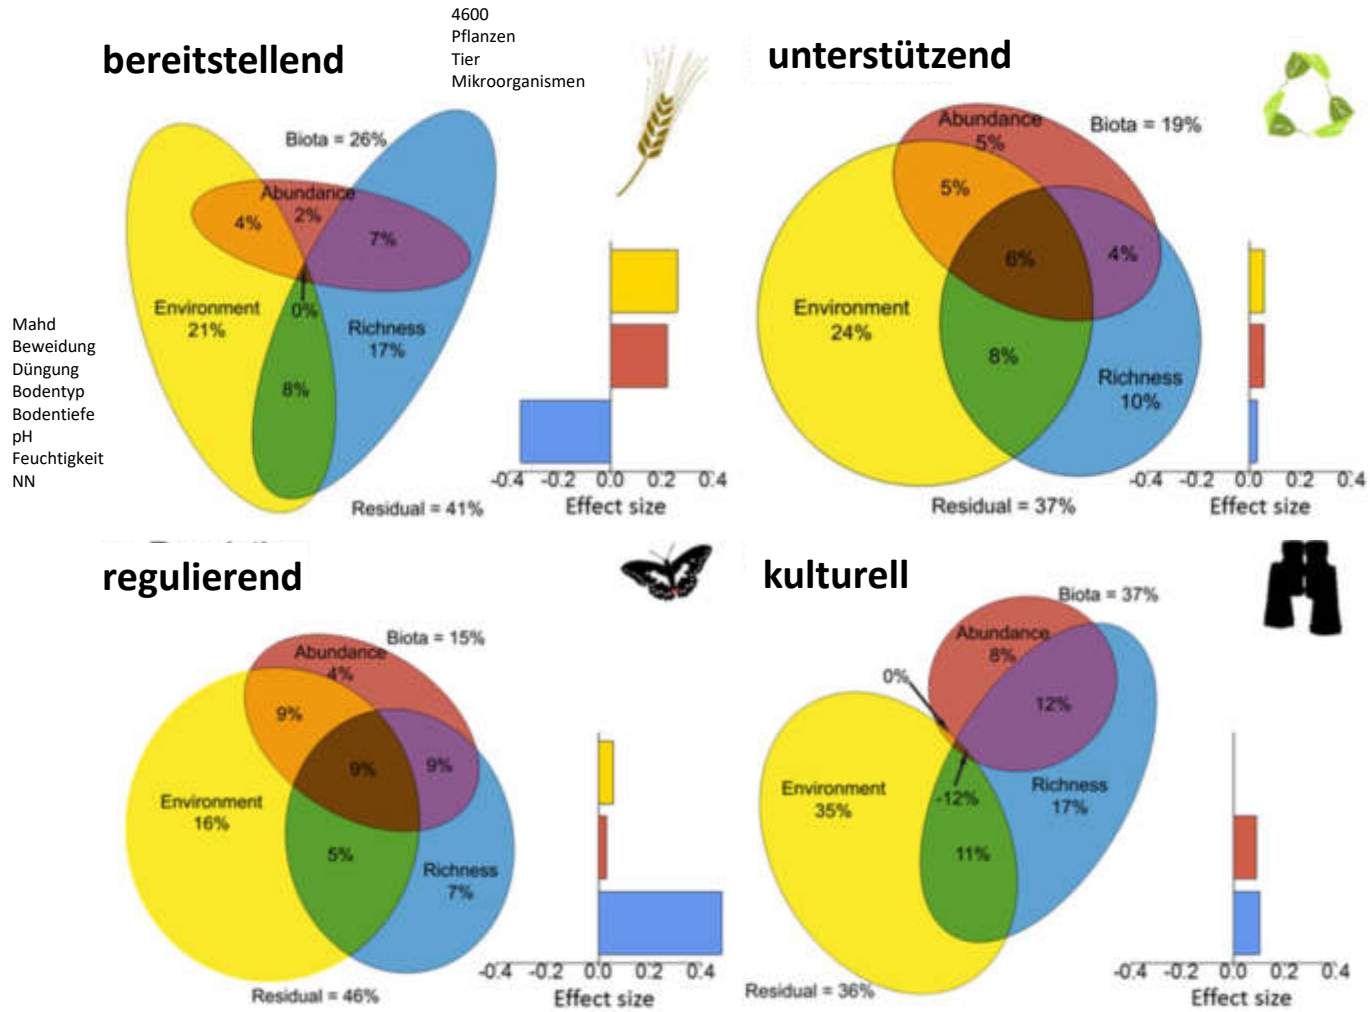 4600
Pflanzen
Tier
Mikroorganismen
bereitstellend
Biota = 26%
Abundance
2%
4%
7%
Environment
21%
0%
Richness
17%
8%
Residual = 41%
-0.4 -0.2 0.0 0.2 0.4
Effect size
Mahd
Beweidung
Düngung
Bodentyp
Bodentiefe
pH
Feuchtigkeit
NN
unterstützend
Abundance
5%
Biota = 19%
5%
6%
4%
Environment
24%
8%
Richness
10%
Residual = 37%
-0.4 -0.2 0.0 0.2 0.4
Effect size
regulierend
Biota = 15%
Abundance
4%
9%
9%
9%
Environment
16%
5%
Richness
7%
Residual = 46%
-0.4 -0.2 0.0 0.2 0.4
Effect size
kulturell
Biota = 37%
Abundance
8%
0%
12%
Environment
35%
-12%
Richness
17%
11%
Residual = 36%
-0.4 -0.2 0.0 0.2 0.4
Effect size